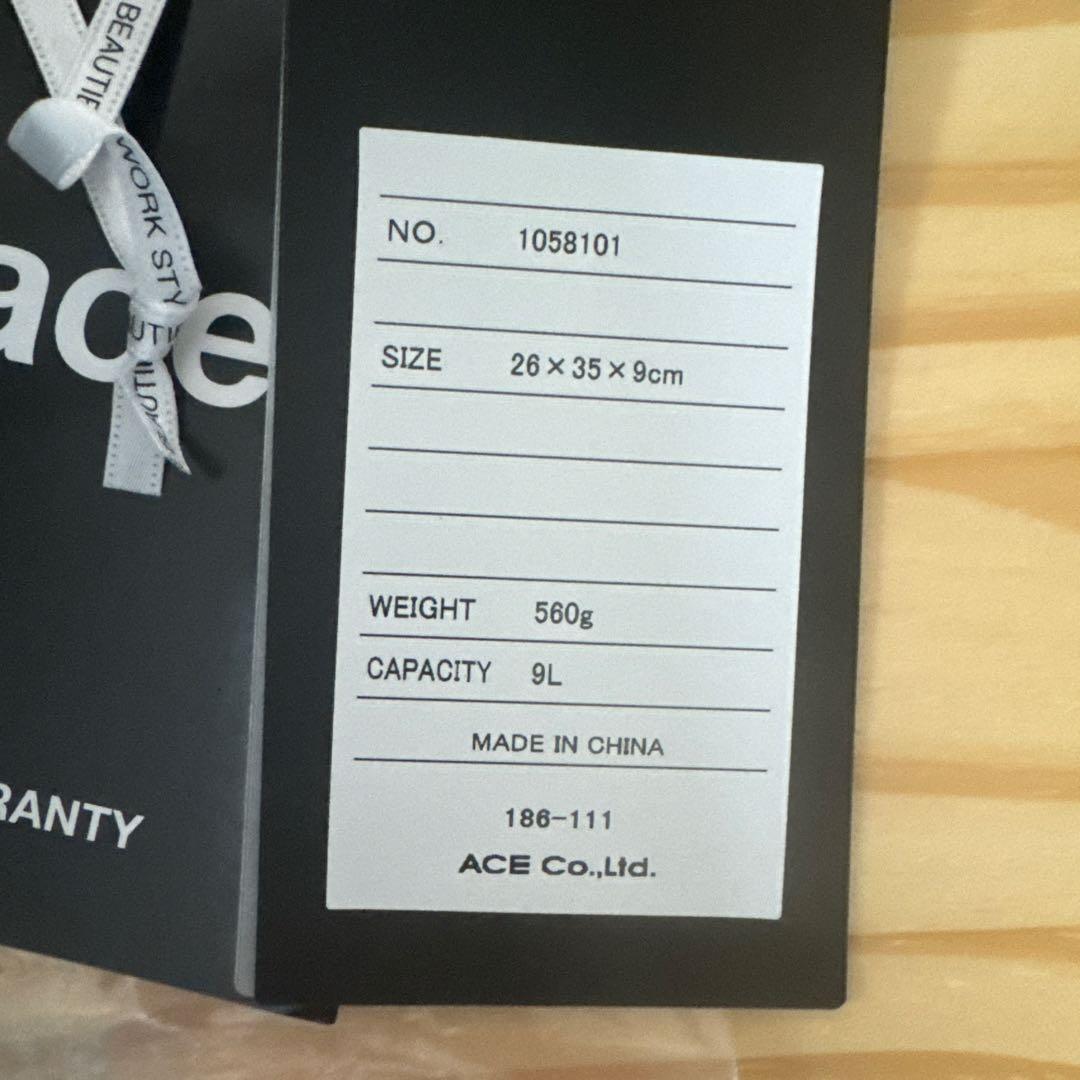 BEAUTIE
WORK STY
ace
RANTY
NO. 1058101
SIZE 26×35×9cm
WEIGHT 560g
CAPACITY 9L
MADE IN CHINA
186-111
ACE Co.,Ltd.